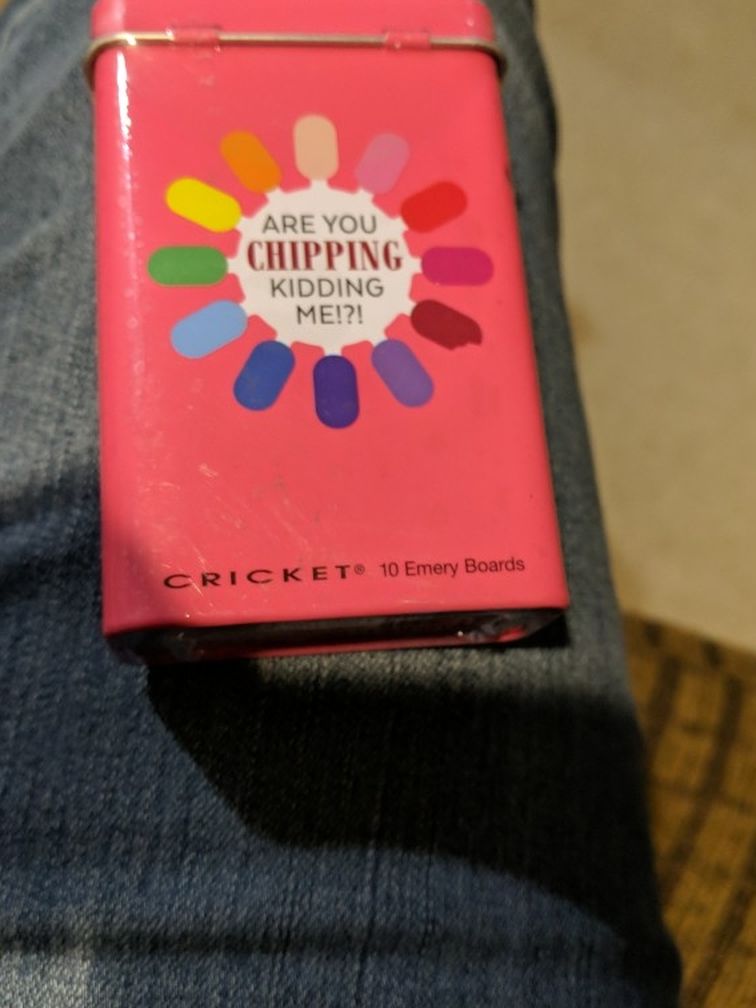 ARE YOU
CHIPPING
KIDDING
ME!?!
CRICKET® 10 Emery Boards